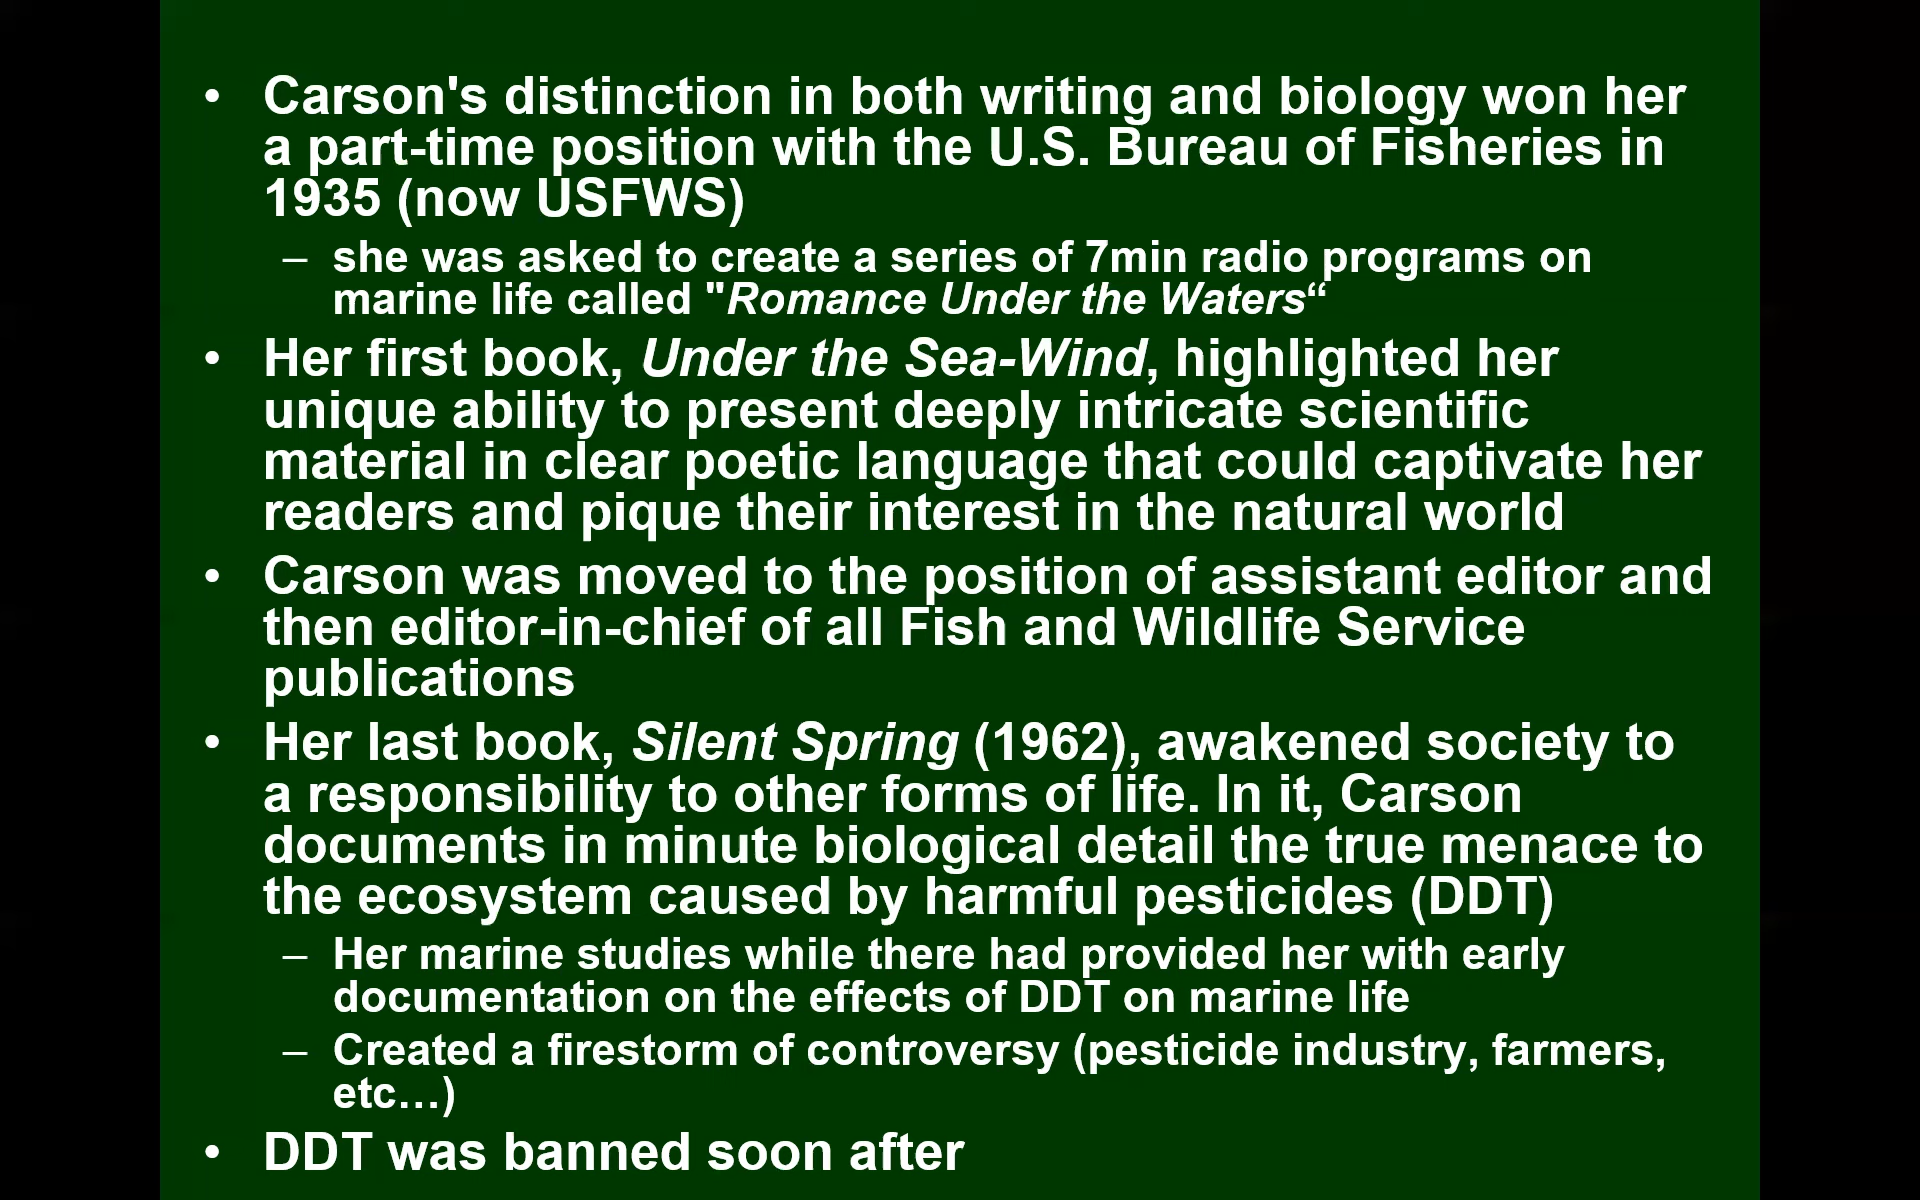 • Carson's distinction in both writing and biology won her
a part-time position with the U.S. Bureau of Fisheries in
1935 (now USFWS)
– she was asked to create a series of 7min radio programs on
marine life called "Romance Under the Waters“
• Her first book, Under the Sea-Wind, highlighted her
unique ability to present deeply intricate scientific
material in clear poetic language that could captivate her
readers and pique their interest in the natural world
• Carson was moved to the position of assistant editor and
then editor-in-chief of all Fish and Wildlife Service
publications
• Her last book, Silent Spring (1962), awakened society to
a responsibility to other forms of life. In it, Carson
documents in minute biological detail the true menace to
the ecosystem caused by harmful pesticides (DDT)
– Her marine studies while there had provided her with early
documentation on the effects of DDT on marine life
– Created a firestorm of controversy (pesticide industry, farmers,
etc…)
• DDT was banned soon after